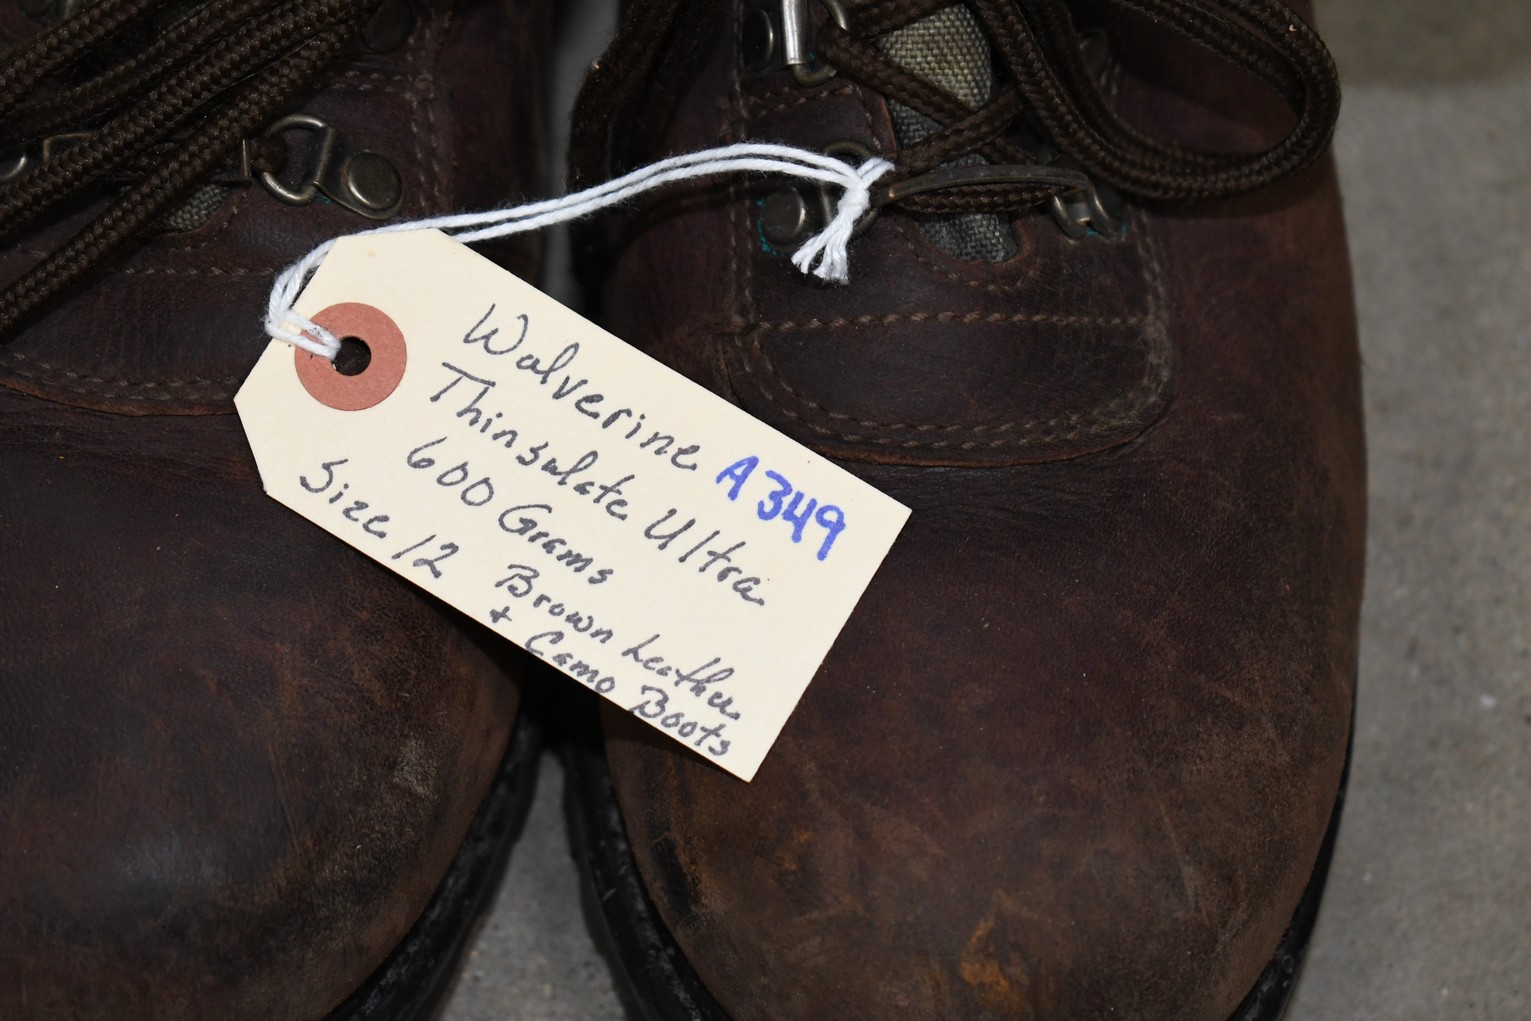 Wolverine
Thinsulate Ultra
A349
600 Grams
Size 12 Brown Leather
+ Camo Boots